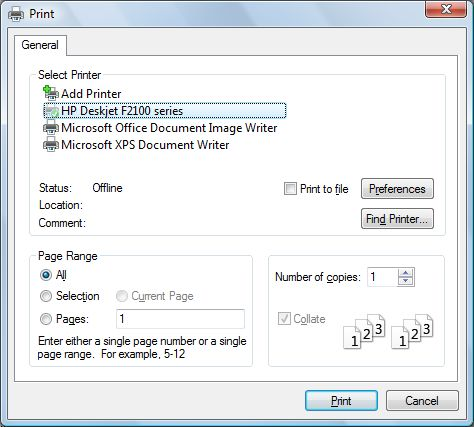 Print
General
Select Printer
Add Printer
HP Deskjet F2100 series
Microsoft Office Document Image Writer
Microsoft XPS Document Writer
Status: Offline
Print to file
Preferences
Location:
Comment:
Find Printer...
Page Range
All
Selection
Current Page
Pages: 1
Enter either a single page number or a single
page range. For example, 5-12
Number of copies: 1
Collate
1 2 3 1 2 3
Print
Cancel